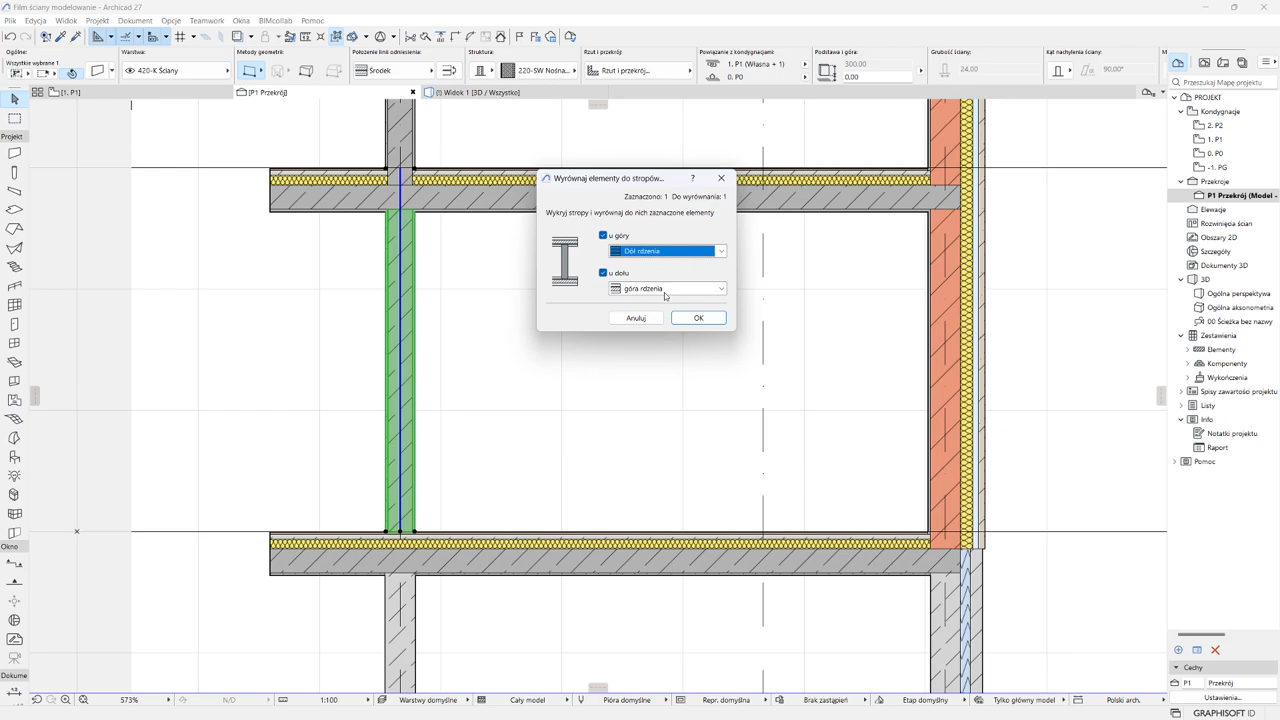 Film ściany modelowanie - Archicad 27
Plik Edycja Widok Projekt Dokument Opcje Teamwork Okna BIMcollab Pomoc
Ogólne: Warstwa: Metody geometrii: Położenie linii odniesienia: Struktura: Rzut i przekrój: Powiązanie z kondygnacjami: Podstawa i góra: Grubość ściany: Kąt nachylenia ściany: M
Wszystkie wybrane 1
420-K Ściany
Środek
220-SW Nośna...
Rzut i przekrój...
1. P1 (Własna + 1)
0. P0
300.00
0,00
24.00
90,00°
[1. P1]
[P1 Przekrój]
(!) Widok 1 [3D / Wszystko]
Projekt
Okno
Dokume
Wyrównaj elementy do stropów...
Zaznaczono: 1 Do wyrównania: 1
Wykryj stropy i wyrównaj do nich zaznaczone elementy
u góry
Dół rdzenia
u dołu
góra rdzenia
Anuluj
OK
Przeszukaj Mapę projektu
PROJEKT
Kondygnacje
2. P2
1. P1
0. P0
-1. PG
Przekroje
P1 Przekrój (Model -
Elewacje
Rozwinięcia ścian
Obszary 2D
Szczegóły
Dokumenty 3D
3D
Ogólna perspektywa
Ogólna aksonometria
00 Ścieżka bez nazwy
Zestawienia
Elementy
Komponenty
Wykończenia
Spisy zawartości projektu
Listy
Info
Notatki projektu
Raport
Pomoc
Cechy
P1 Przekrój
Ustawienia...
573% N/D 1:100 Warstwy domyślne Cały model Pióra domyślne Repr. domyślna Brak zastąpień Etap domyślny Tylko główny model Polski arch.
GRAPHISOFT ID